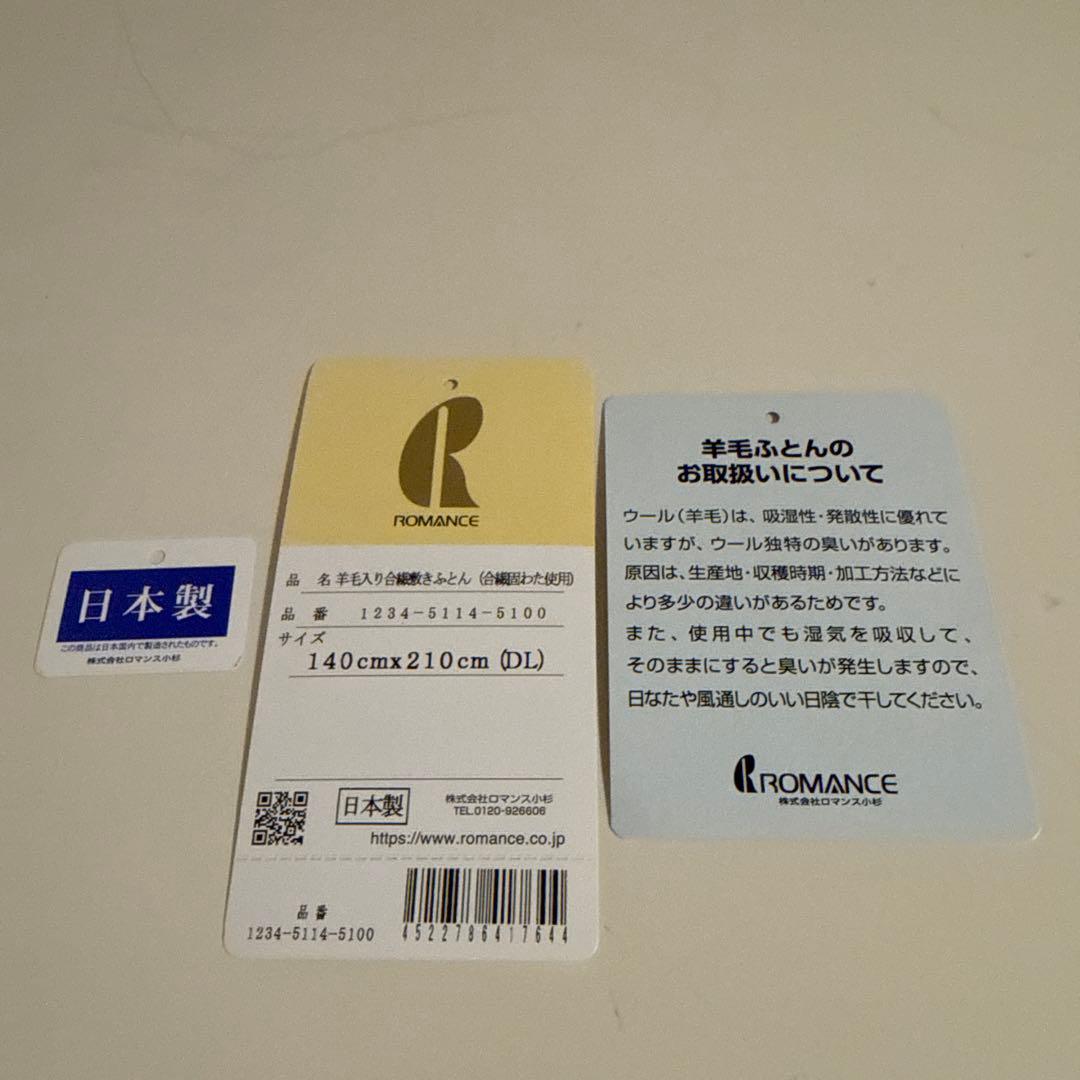 日本製
この商品は日本国内で製造されたものです。
株式会社ロマンス小杉
ROMANCE
品 名 羊毛入り合繊敷きふとん (合繊固わた使用)
品 番 1234-5114-5100
サイズ
140cmx210cm (DL)
日本製
株式会社ロマンス小杉
TEL.0120-926606
https://www.romance.co.jp
品番
1234-5114-5100
4522786417644
羊毛ふとんの
お取扱いについて
ウール(羊毛)は、吸湿性・発散性に優れて
いますが、ウール独特の臭いがあります。
原因は、生産地・収穫時期・加工方法などに
より多少の違いがあるためです。
また、使用中でも湿気を吸収して、
そのままにすると臭いが発生しますので、
日なたや風通しのいい日陰で干してください。
ROMANCE
株式会社ロマンス小杉